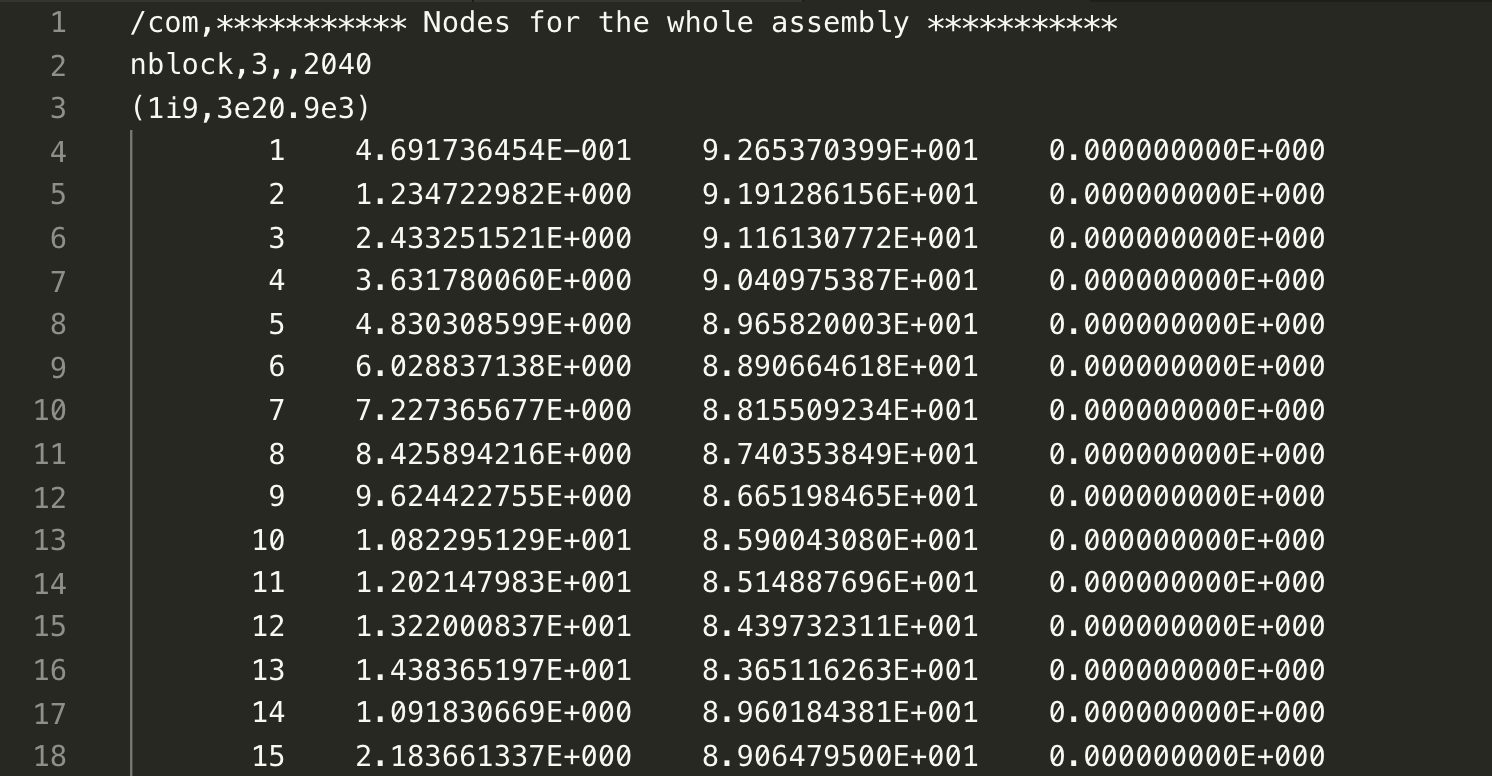 1 /com,*********** Nodes for the whole assembly ***********
2 nblock,3,,2040
3 (1i9,3e20.9e3)
4         1    4.691736454E-001    9.265370399E+001    0.000000000E+000
5         2    1.234722982E+000    9.191286156E+001    0.000000000E+000
6         3    2.433251521E+000    9.116130772E+001    0.000000000E+000
7         4    3.631780060E+000    9.040975387E+001    0.000000000E+000
8         5    4.830308599E+000    8.965820003E+001    0.000000000E+000
9         6    6.028837138E+000    8.890664618E+001    0.000000000E+000
10         7    7.227365677E+000    8.815509234E+001    0.000000000E+000
11         8    8.425894216E+000    8.740353849E+001    0.000000000E+000
12         9    9.624422755E+000    8.665198465E+001    0.000000000E+000
13        10    1.082295129E+001    8.590043080E+001    0.000000000E+000
14        11    1.202147983E+001    8.514887696E+001    0.000000000E+000
15        12    1.322000837E+001    8.439732311E+001    0.000000000E+000
16        13    1.438365197E+001    8.365116263E+001    0.000000000E+000
17        14    1.091830669E+000    8.960184381E+001    0.000000000E+000
18        15    2.183661337E+000    8.906479500E+001    0.000000000E+000